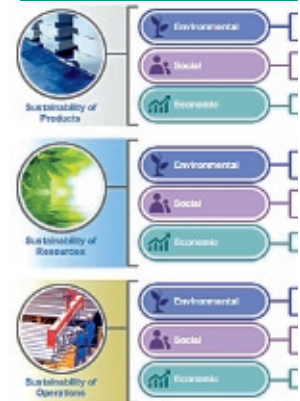 Environmental
Social
Economic
Sustainability of
Products
Environmental
Social
Economic
Sustainability of
Resources
Environmental
Social
Economic
Sustainability of
Operations